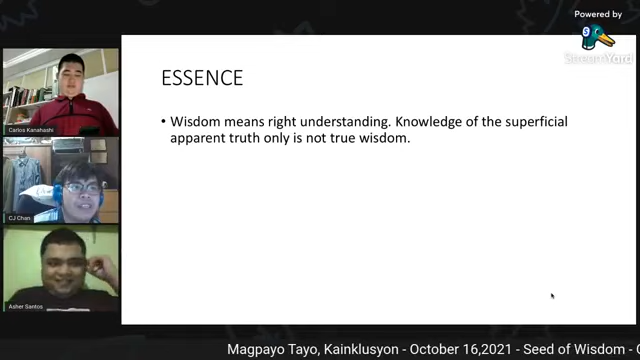 Powered by
StreamYard
ESSENCE
• Wisdom means right understanding. Knowledge of the superficial
apparent truth only is not true wisdom.
Carlos Kanahashi
CJ Chan
Asher Santos
Magpayo Tayo, Kainklusyon - October 16,2021 - Seed of Wisdom -